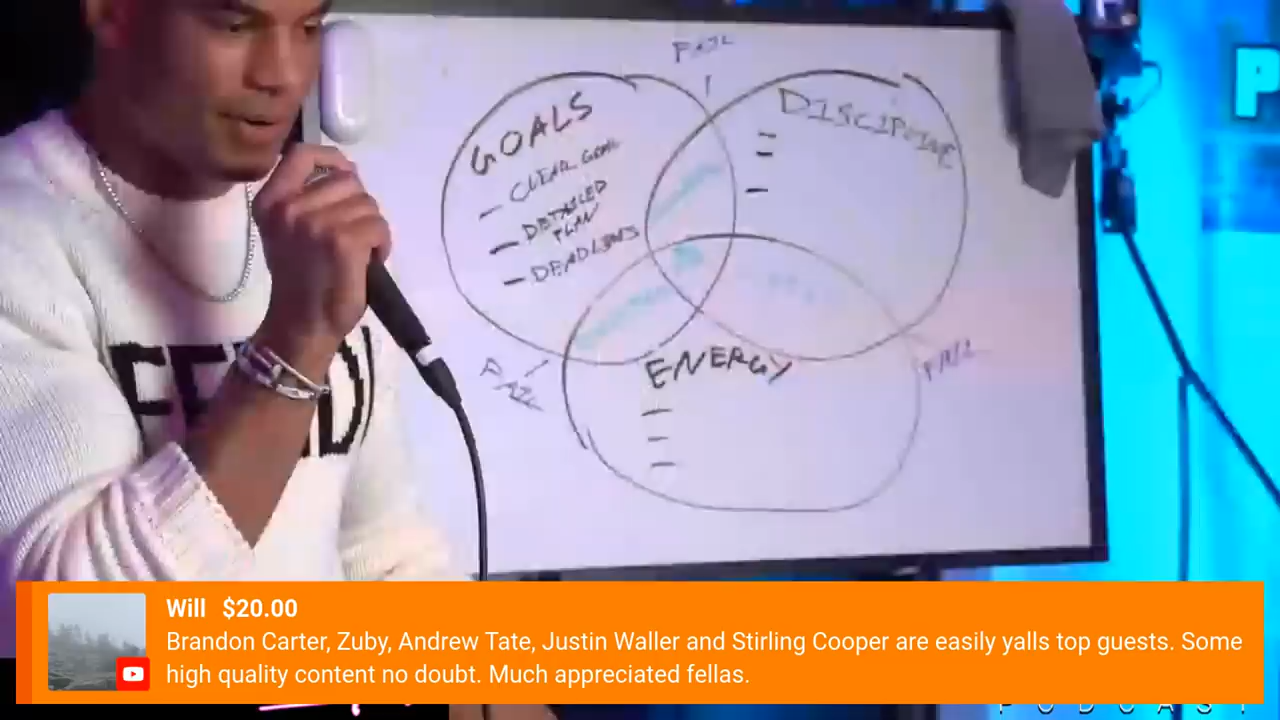 FAIL
GOALS
- CLEAR GOAL
- DETAILED
PLAN
- DEADLINES
DISCIPLINE
ENERGY
FAIL
P
Will $20.00
Brandon Carter, Zuby, Andrew Tate, Justin Waller and Stirling Cooper are easily yalls top guests. Some
high quality content no doubt. Much appreciated fellas.
PODCAST